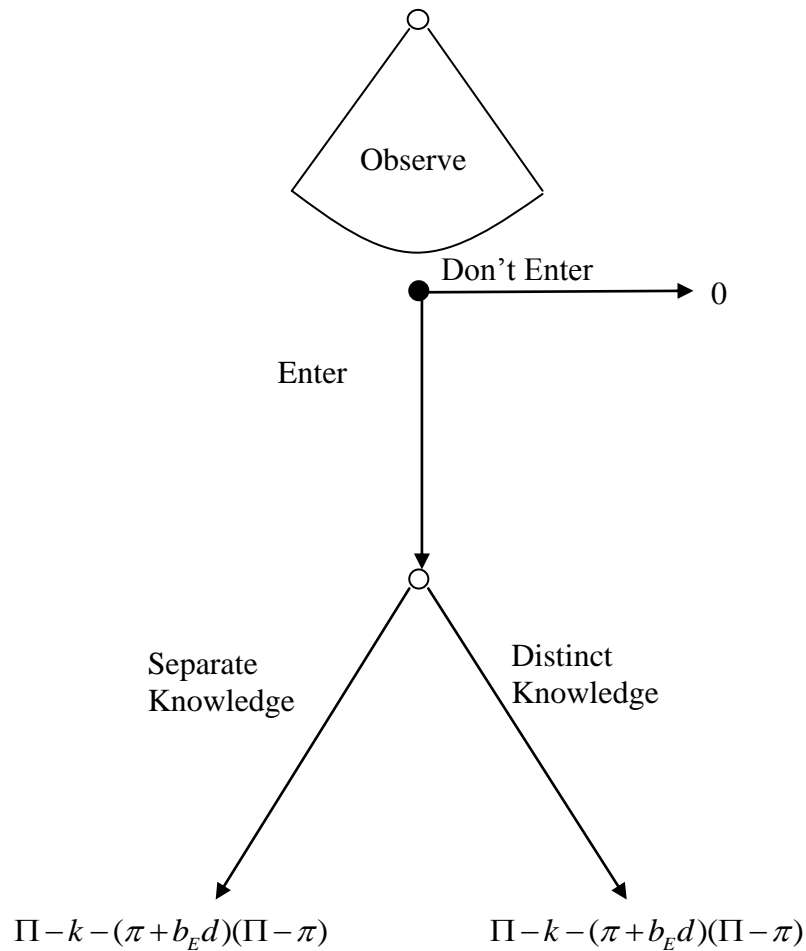 Observe
Don't Enter
0
Enter
Separate
Knowledge
Distinct
Knowledge
Π − k − (π + b_E d)(Π − π)
Π − k − (π + b_E d)(Π − π)